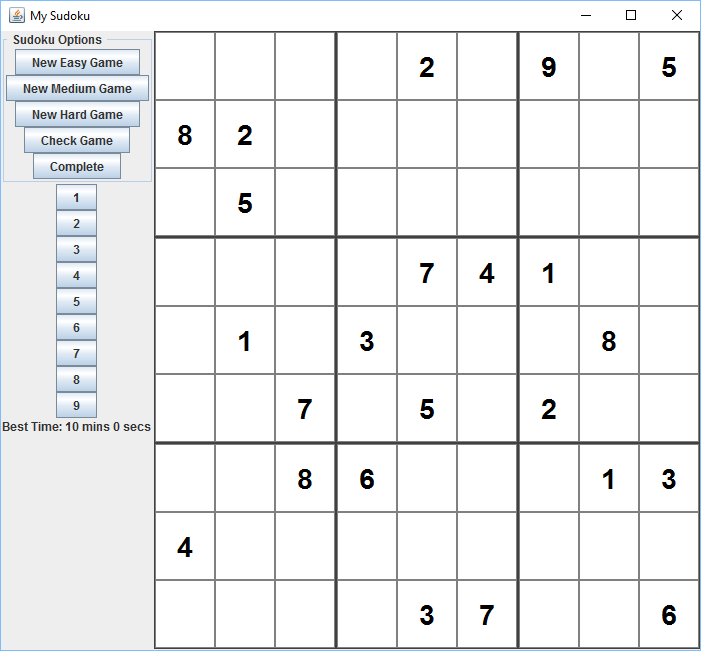 My Sudoku
Sudoku Options
New Easy Game
New Medium Game
New Hard Game
Check Game
Complete
1
2
3
4
5
6
7
8
9
Best Time: 10 mins 0 secs
2 9 5
8 2
5
7 4 1
1 3 8
7 5 2
8 6 1 3
4
3 7 6